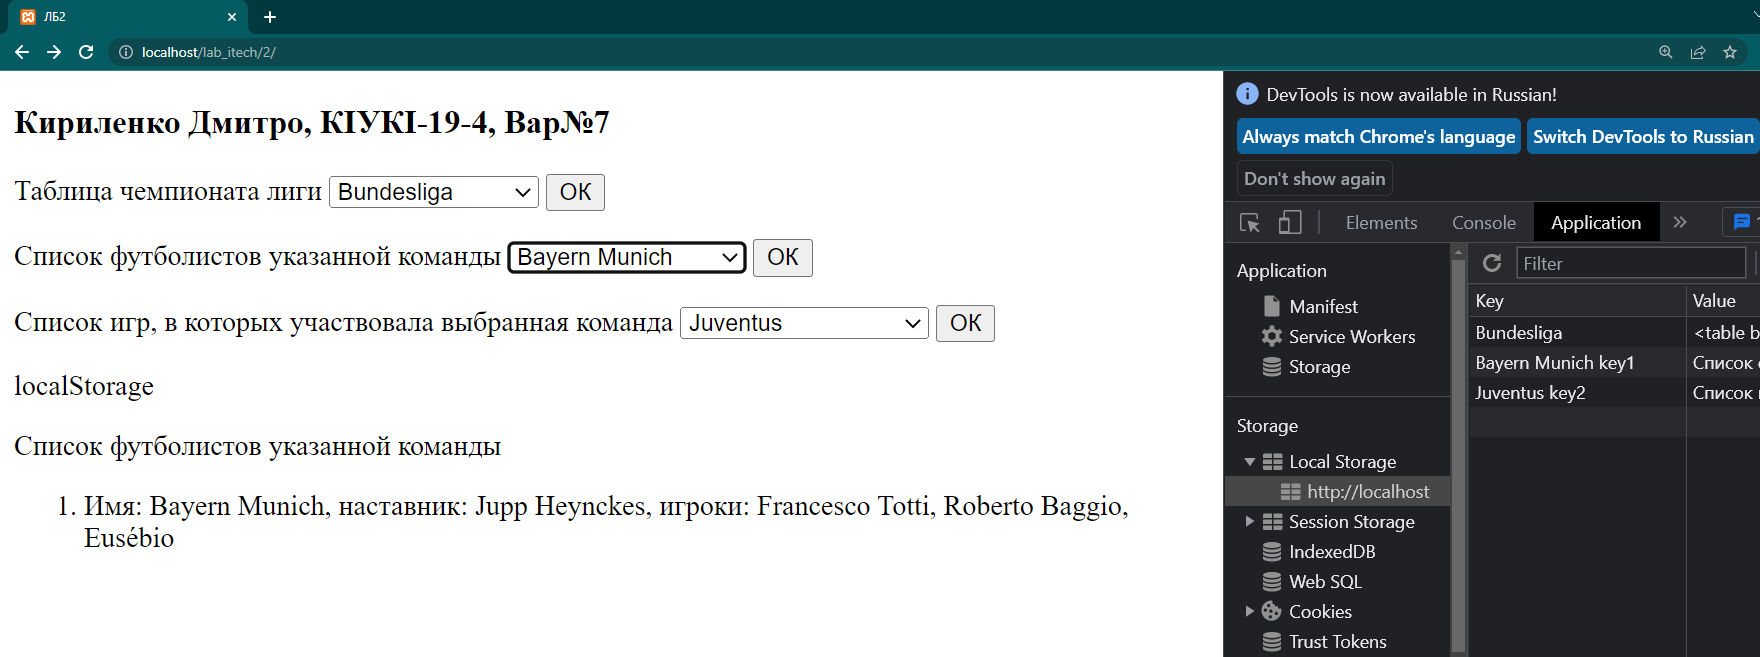 ЛБ2
localhost/lab_itech/2/
Кириленко Дмитро, КІУКІ-19-4, Вар№7
Таблица чемпионата лиги Bundesliga ОК
Список футболистов указанной команды Bayern Munich ОК
Список игр, в которых участвовала выбранная команда Juventus ОК
localStorage
Список футболистов указанной команды
1. Имя: Bayern Munich, наставник: Jupp Heynckes, игроки: Francesco Totti, Roberto Baggio,
Eusébio
DevTools is now available in Russian!
Always match Chrome's language Switch DevTools to Russian
Don't show again
Elements Console Application
Application
Manifest
Service Workers
Storage
Storage
Local Storage
http://localhost
Session Storage
IndexedDB
Web SQL
Cookies
Trust Tokens
Filter
Key Value
Bundesliga <table b
Bayern Munich key1 Список
Juventus key2 Список